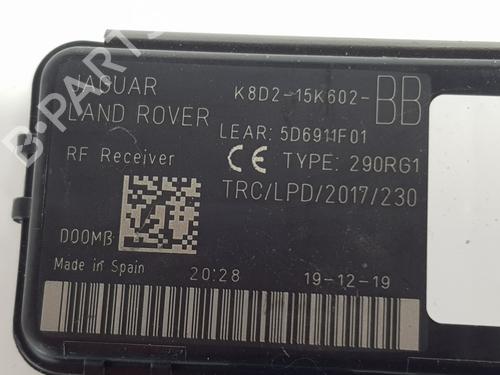 B-PARTS
JAGUAR
LAND ROVER
K8D2-15K602-BB
LEAR: 5D6911F01
RF Receiver
CE TYPE: 290RG1
TRC/LPD/2017/230
D00Mß
Made in Spain
20:28
19-12-19